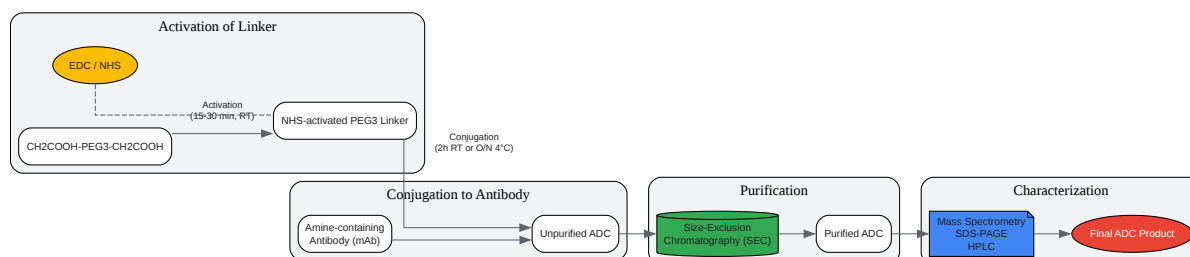 Activation of Linker
EDC / NHS
Activation
(15-30 min, RT)
NHS-activated PEG3 Linker
CH2COOH-PEG3-CH2COOH
Conjugation
(2h RT or O/N 4°C)
Conjugation to Antibody
Amine-containing
Antibody (mAb)
Unpurified ADC
Purification
Size-Exclusion
Chromatography (SEC)
Purified ADC
Characterization
Mass Spectrometry
SDS-PAGE
HPLC
Final ADC Product